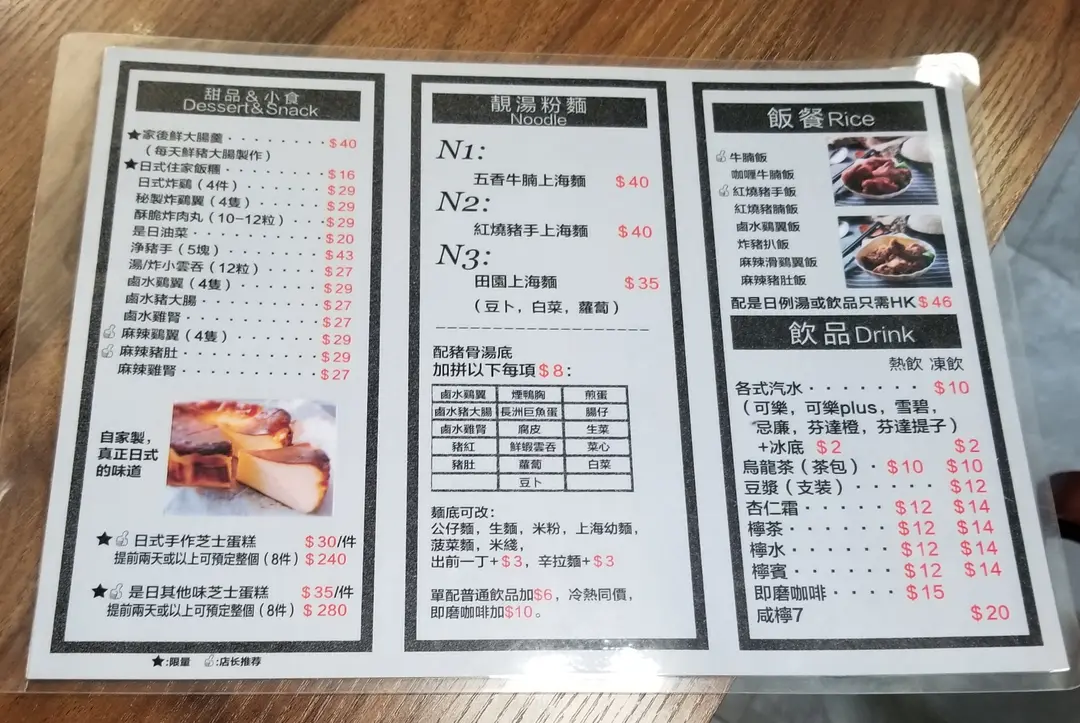 甜品&小食
Dessert&Snack
★家後鮮大腸羹 · · · · · · · · $40
（每天鮮豬大腸製作）
★日式住家飯糰 · · · · · · · · $16
日式炸鷄（4件） · · · · · · · · $29
秘製炸鷄翼（4隻） · · · · · · $29
酥脆炸肉丸（10-12粒） · · · $29
是日油菜 · · · · · · · · · · · $20
淨豬手（5塊） · · · · · · · · $43
湯/炸小雲吞（12粒） · · · · · $27
鹵水鷄翼（4隻） · · · · · · · $29
鹵水豬大腸 · · · · · · · · · · $27
鹵水雞腎 · · · · · · · · · · · $27
麻辣鷄翼（4隻） · · · · · · · $29
麻辣豬肚 · · · · · · · · · · · $29
麻辣雞腎 · · · · · · · · · · · $27
自家製，
真正日式
的味道
★ 日式手作芝士蛋糕 $30/件
提前兩天或以上可預定整個（8件）$240
★ 是日其他味芝士蛋糕 $35/件
提前兩天或以上可預定整個（8件）$280
★:限量 :店长推荐
靚湯粉麵
Noodle
N1:
五香牛腩上海麵 $40
N2:
紅燒豬手上海麵 $40
N3:
田園上海麵 $35
（豆卜，白菜，蘿蔔）
配豬骨湯底
加拼以下每項$8：
鹵水鷄翼 煙鴨胸 煎蛋
鹵水豬大腸 長洲巨魚蛋 腸仔
鹵水雞腎 腐皮 生菜
豬紅 鮮蝦雲吞 菜心
豬肚 蘿蔔 白菜
豆卜
麵底可改：
公仔麵，生麵，米粉，上海幼麵，
菠菜麵，米綫，
出前一丁+$3，辛拉麵+$3
單配普通飲品加$6，冷熱同價，
即磨咖啡加$10。
飯餐Rice
牛腩飯
咖喱牛腩飯
紅燒豬手飯
紅燒豬腩飯
鹵水鷄翼飯
炸豬扒飯
麻辣滑鷄翼飯
麻辣豬肚飯
配是日例湯或飲品只需HK$46
飲品Drink
熱飲 凍飲
各式汽水 · · · · · · · $10
（可樂，可樂plus，雪碧，
忌廉，芬達橙，芬達提子）
+冰底 $2 $2
烏龍茶（茶包） · $10 $10
豆漿（支裝） · · · · · $12
杏仁霜 · · · · $12 $14
檸茶 · · · · · $12 $14
檸水 · · · · · $12 $14
檸賓 · · · · · $12 $14
即磨咖啡 · · · · $15
咸檸7 $20